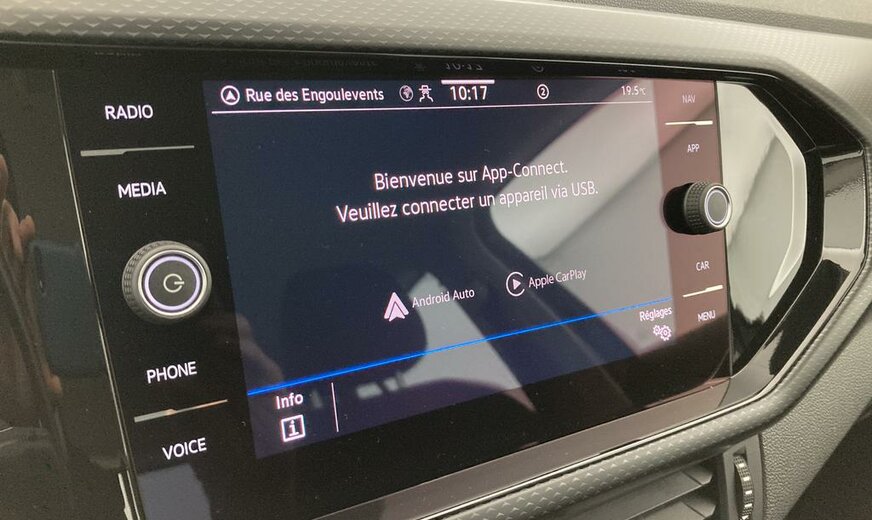 RADIO
MEDIA
PHONE
VOICE
Rue des Engoulevents
10:17
2
19.5°C
Bienvenue sur App-Connect.
Veuillez connecter un appareil via USB.
Android Auto
Apple CarPlay
Réglages
Info
i
NAV
APP
CAR
MENU